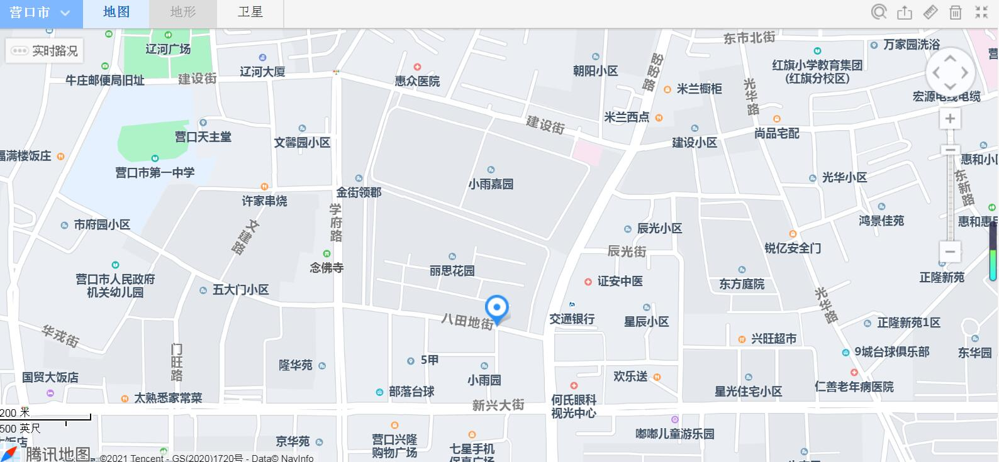 营口市
地图
地形
卫星
实时路况
辽河广场
牛庄邮便局旧址
建设街
辽河大厦
惠众医院
朝阳小区
盼盼路
东市北街
万家园洗浴
红旗小学教育集团
(红旗分校区)
营
米兰橱柜
光华路
宏源电线电缆
米兰西点
建设街
建设小区
尚品宅配
营口天主堂
文馨园小区
福满楼饭庄
营口市第一中学
惠和小区
光华小区
小雨嘉园
金街领郡
许家串烧
东新路
学府路
文建路
市府园小区
辰光小区
鸿景佳苑
惠和惠
锐亿安全门
辰光街
念佛寺
丽思花园
营口市人民政府
机关幼儿园
五大门小区
证安中医
东方庭院
正隆新苑
光华路
八田地街
交通银行
星辰小区
正隆新苑1区
华戎街
兴旺超市
9城台球俱乐部
东华园
门旺路
隆华苑
5甲
小雨园
欢乐送
国贸大饭店
部落台球
太熟悉家常菜
星光住宅小区
仁善老年病医院
新兴大街
何氏眼科
视光中心
200 米
500 英尺
嘟嘟儿童游乐园
京华苑
营口兴隆
购物广场
七星手机
大饭店
腾讯地图
©2021 Tencent - GS(2020)1720号 - Data© NavInfo